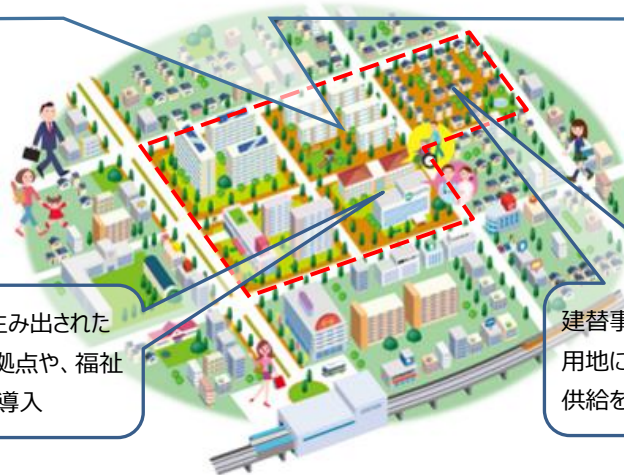 生み出された
拠点や、福祉
導入
建替事
用地に
供給を